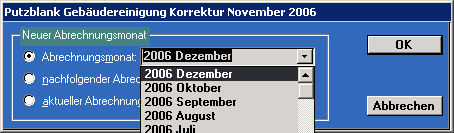 Putzblank Gebäudereinigung Korrektur November 2006
Neuer Abrechnungsmonat
Abrechnungsmonat: 2006 Dezember
OK
2006 Dezember
nachfolgender Abrec
2006 Oktober
2006 September
aktueller Abrechnung
Abbrechen
2006 August
2006 Juli